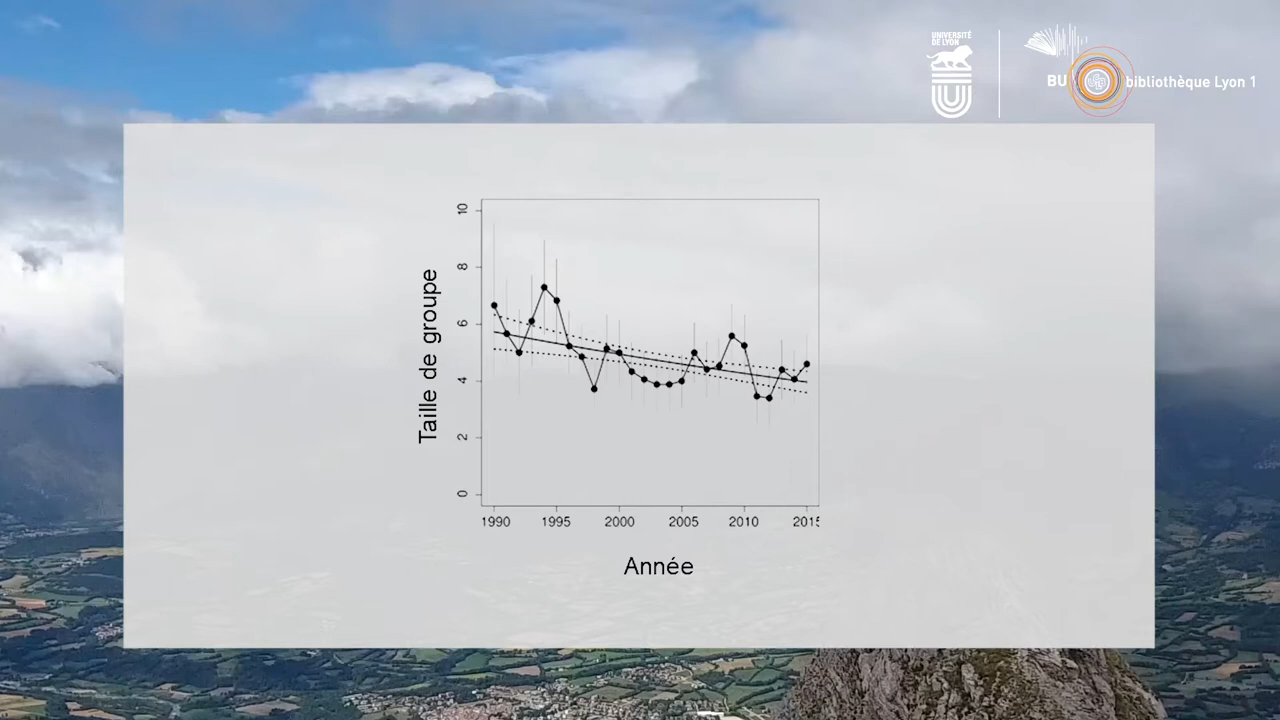 UNIVERSITÉ
DE LYON
BU bibliothèque Lyon 1
10
8
6
4
2
0
Taille de groupe
1990 1995 2000 2005 2010 2015
Année